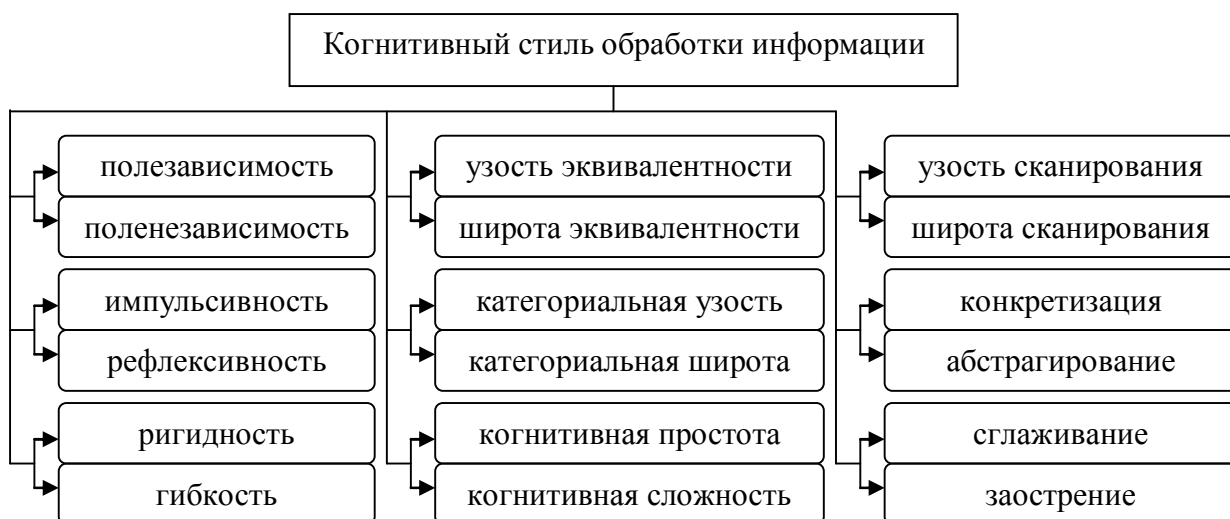 Когнитивный стиль обработки информации
полезависимость
поленезависимость
импульсивность
рефлексивность
ригидность
гибкость
узость эквивалентности
широта эквивалентности
категориальная узость
категориальная широта
когнитивная простота
когнитивная сложность
узость сканирования
широта сканирования
конкретизация
абстрагирование
сглаживание
заострение